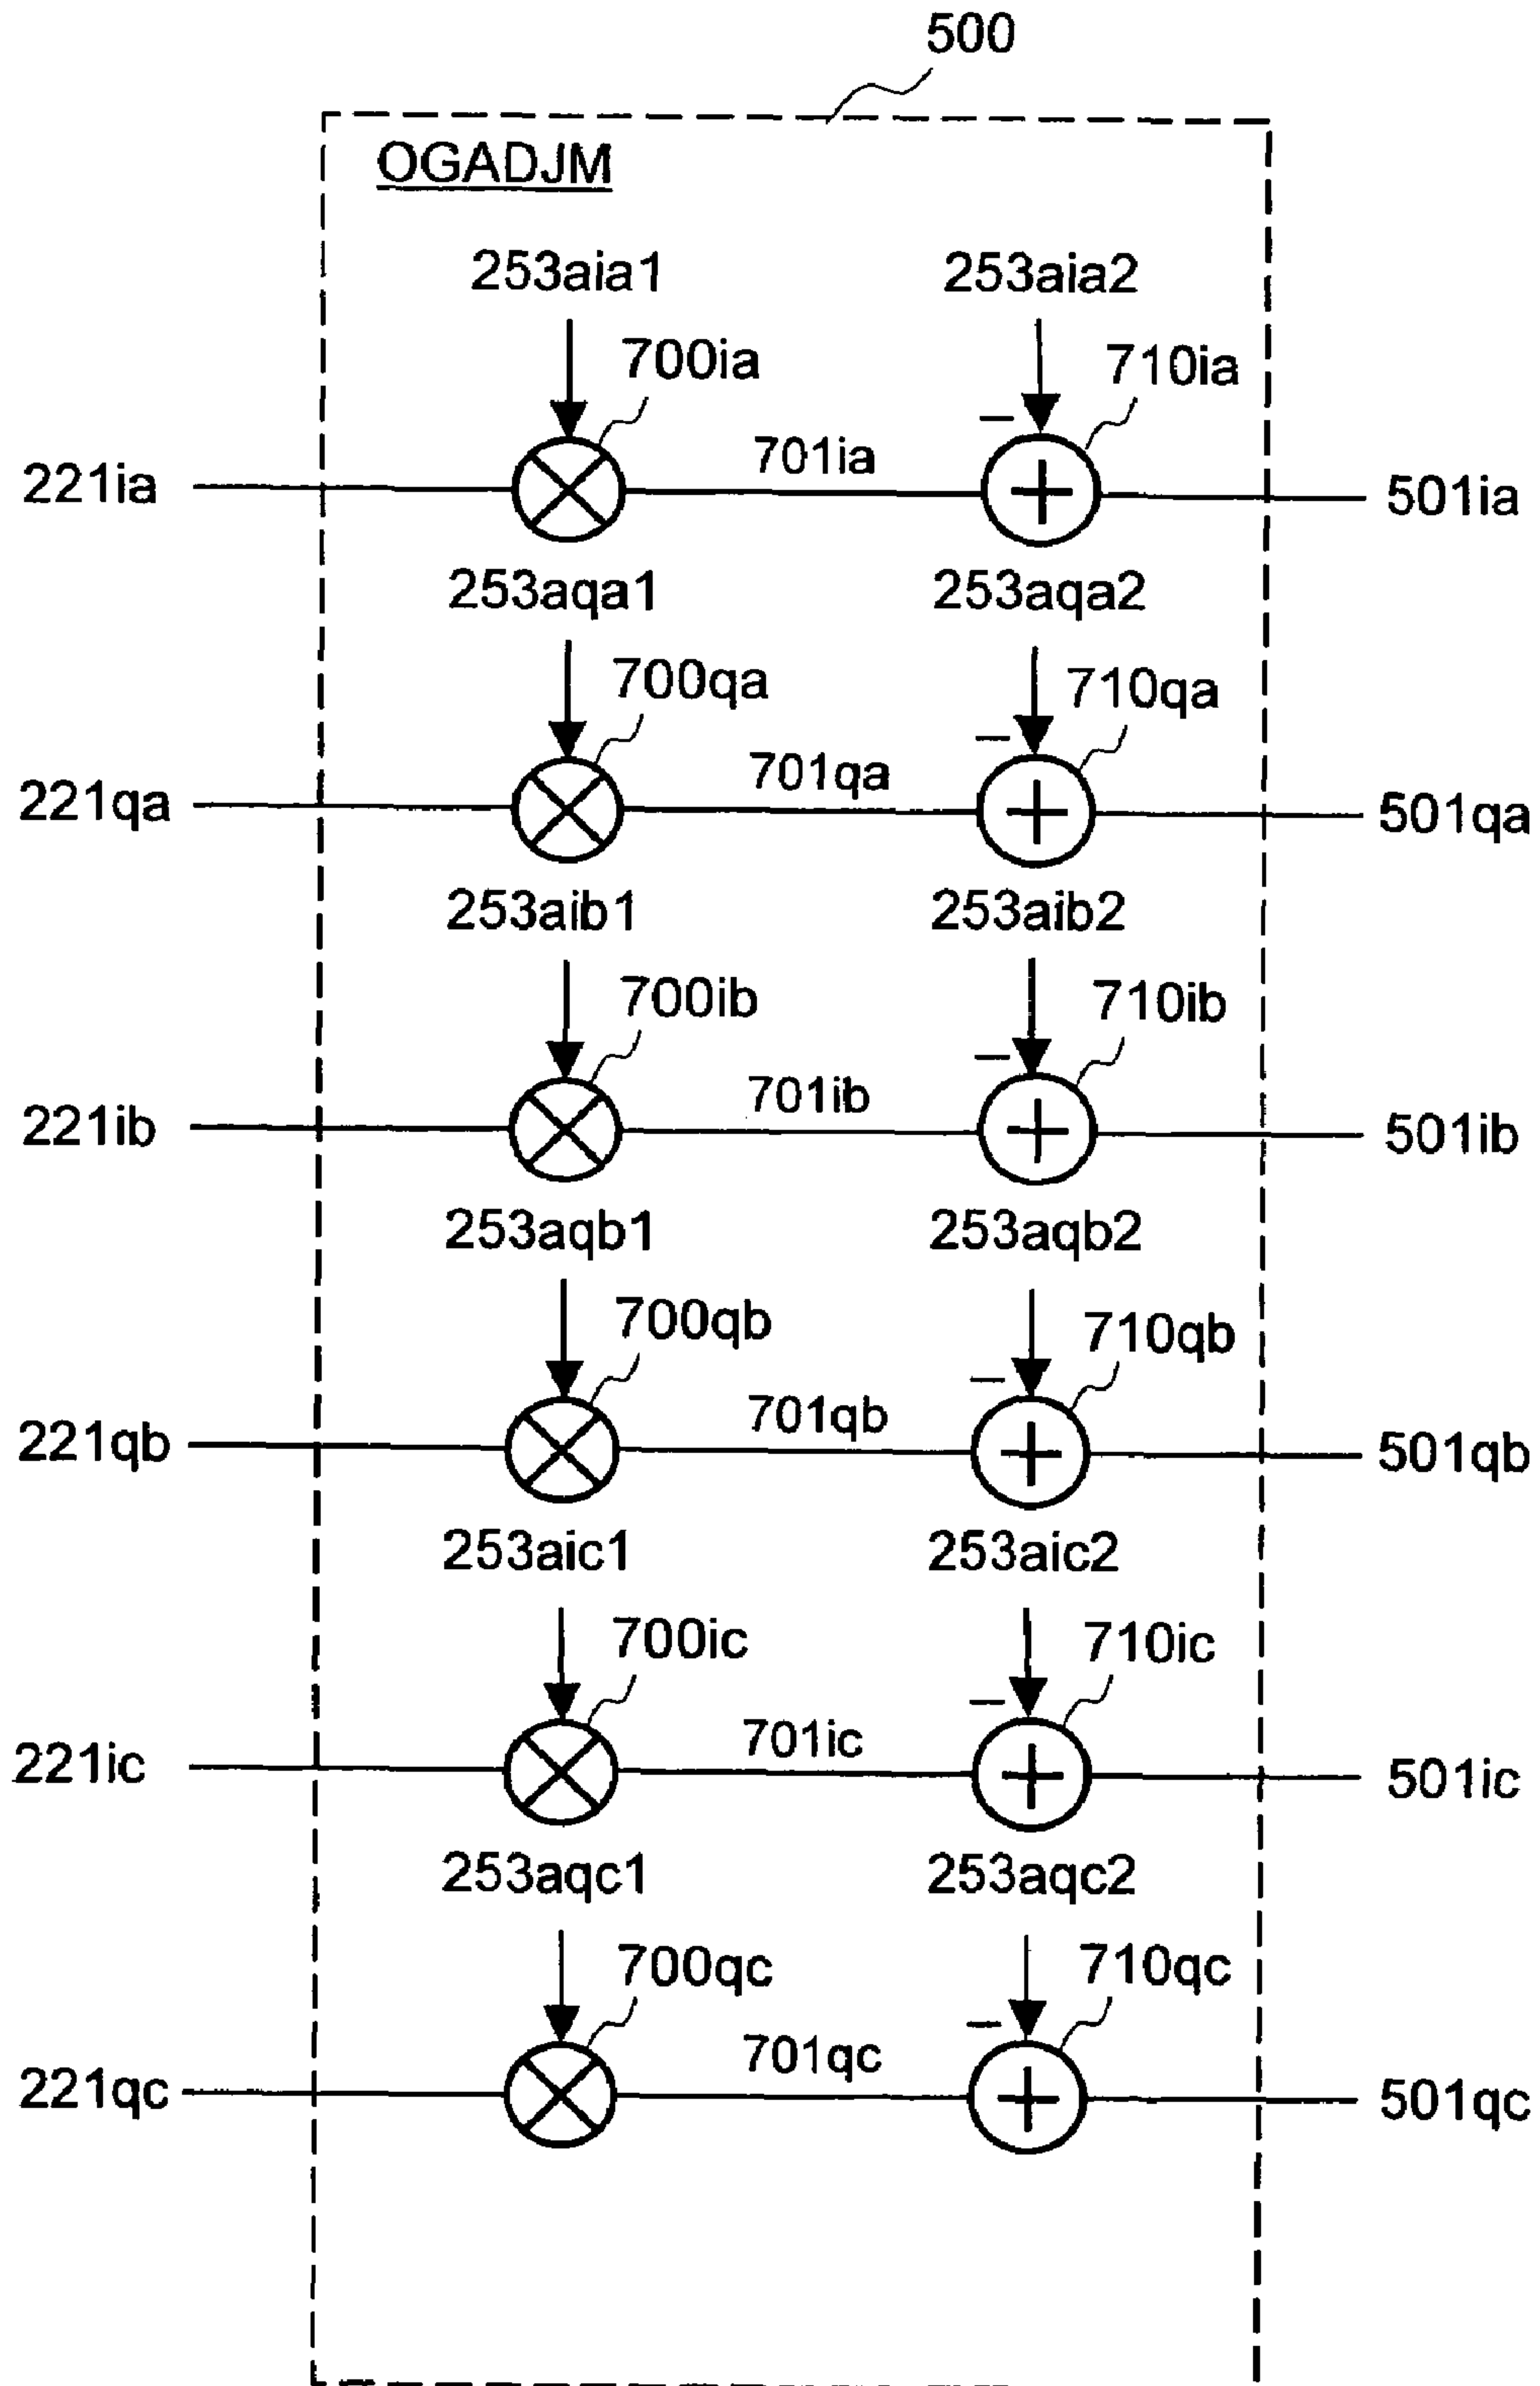 500
OGADJM
253aia1 253aia2
700ia 710ia
221ia 701ia 501ia
253aqa1 253aqa2
700qa 710qa
221qa 701qa 501qa
253aib1 253aib2
700ib 710ib
221ib 701ib 501ib
253aqb1 253aqb2
700qb 710qb
221qb 701qb 501qb
253aic1 253aic2
700ic 710ic
221ic 701ic 501ic
253aqc1 253aqc2
700qc 710qc
221qc 701qc 501qc